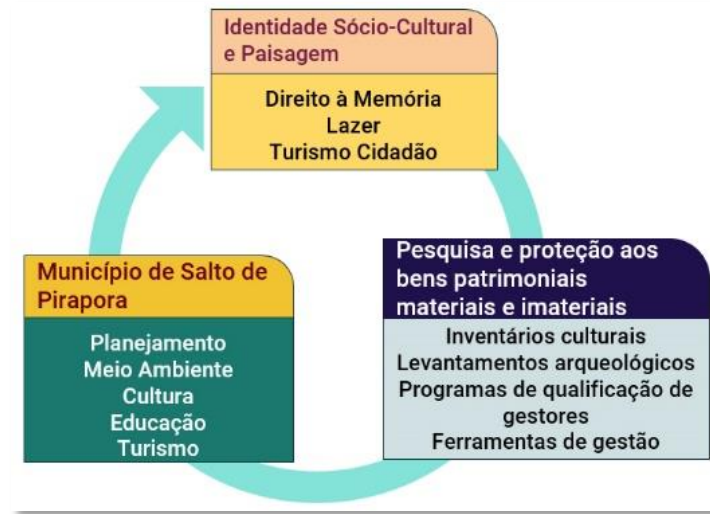 Identidade Sócio-Cultural
e Paisagem
Direito à Memória
Lazer
Turismo Cidadão
Pesquisa e proteção aos
bens patrimoniais
materiais e imateriais
Inventários culturais
Levantamentos arqueológicos
Programas de qualificação de
gestores
Ferramentas de gestão
Município de Salto de
Pirapora
Planejamento
Meio Ambiente
Cultura
Educação
Turismo